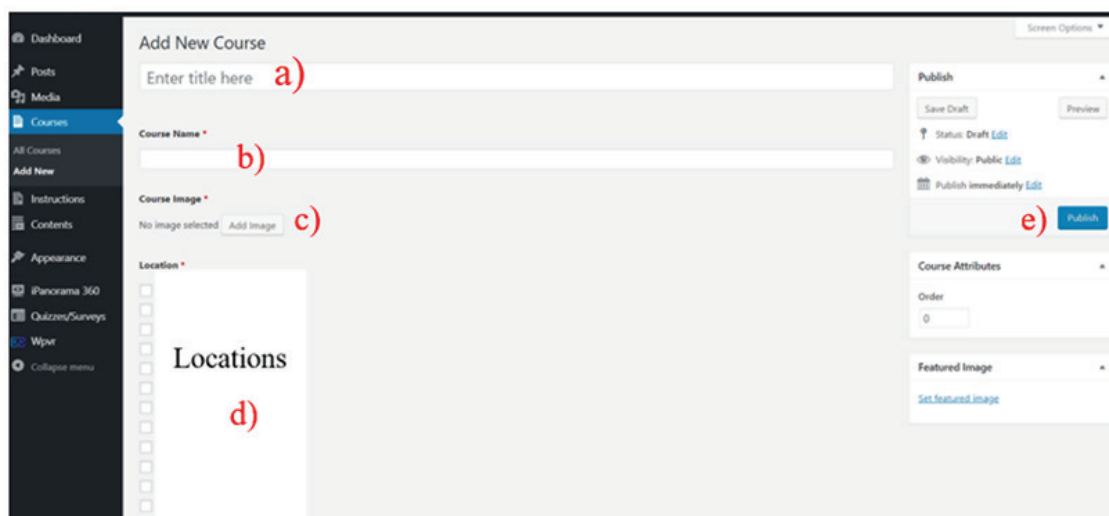 Dashboard
Posts
Media
Courses
All Courses
Add New
Instructions
Contents
Appearance
iPanorama 360
Quizzes/Surveys
Wpvr
Collapse menu
Screen Options
Add New Course
Enter title here a)
Course Name *
b)
Course Image *
No image selected Add Image c)
Location *
Locations
d)
Publish
Save Draft Preview
Status: Draft Edit
Visibility: Public Edit
Publish immediately Edit
e) Publish
Course Attributes
Order
0
Featured Image
Set featured image